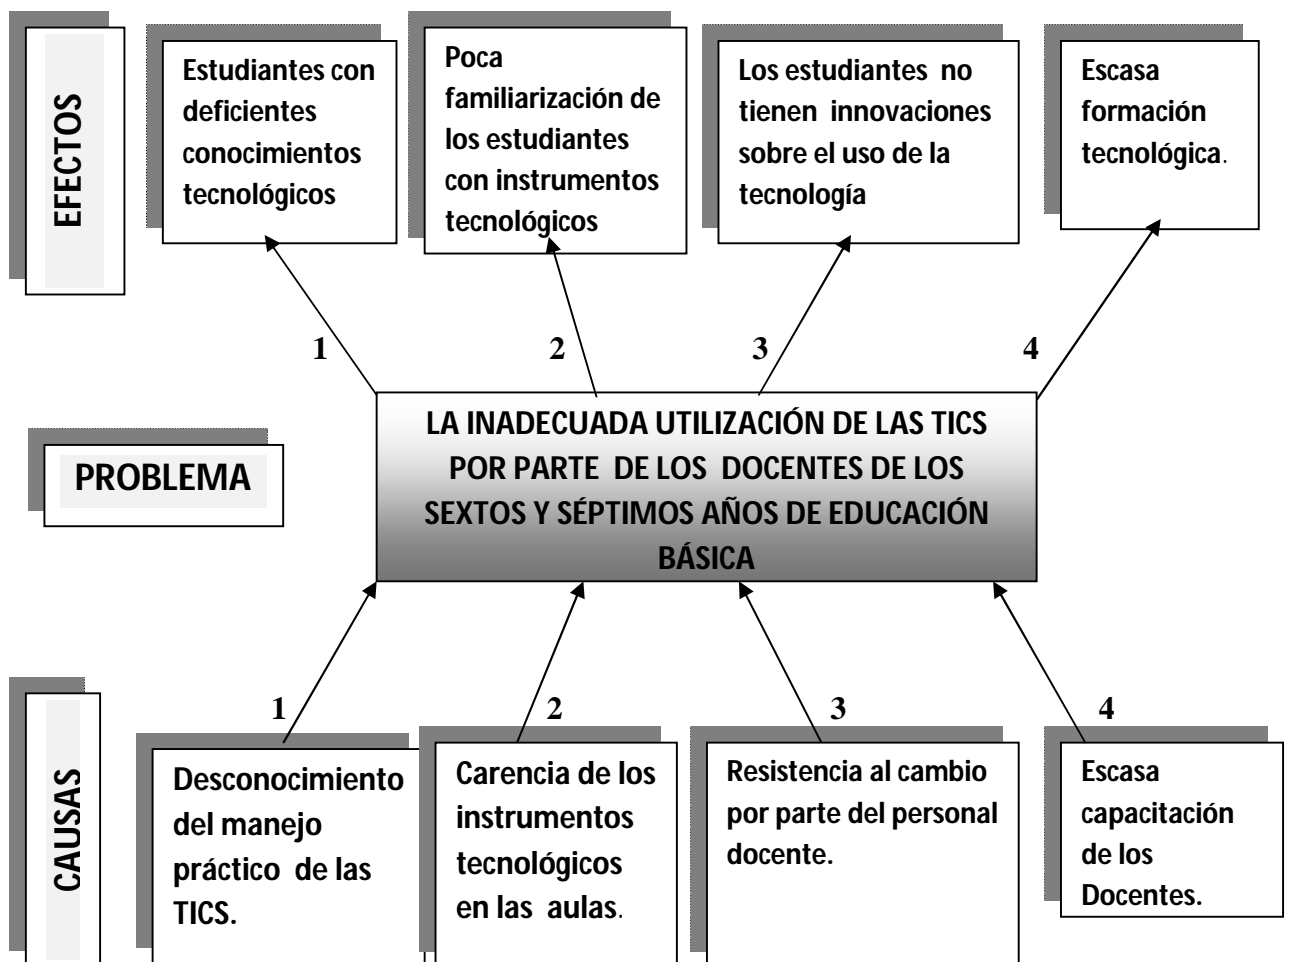 EFECTOS
Estudiantes con
deficientes
conocimientos
tecnológicos
Poca
familiarización de
los estudiantes
con instrumentos
tecnológicos
Los estudiantes no
tienen innovaciones
sobre el uso de la
tecnología
Escasa
formación
tecnológica.
1
2
3
4
PROBLEMA
LA INADECUADA UTILIZACIÓN DE LAS TICS
POR PARTE DE LOS DOCENTES DE LOS
SEXTOS Y SÉPTIMOS AÑOS DE EDUCACIÓN
BÁSICA
1
2
3
4
CAUSAS
Desconocimiento
del manejo
práctico de las
TICS.
Carencia de los
instrumentos
tecnológicos
en las aulas.
Resistencia al cambio
por parte del personal
docente.
Escasa
capacitación
de los
Docentes.